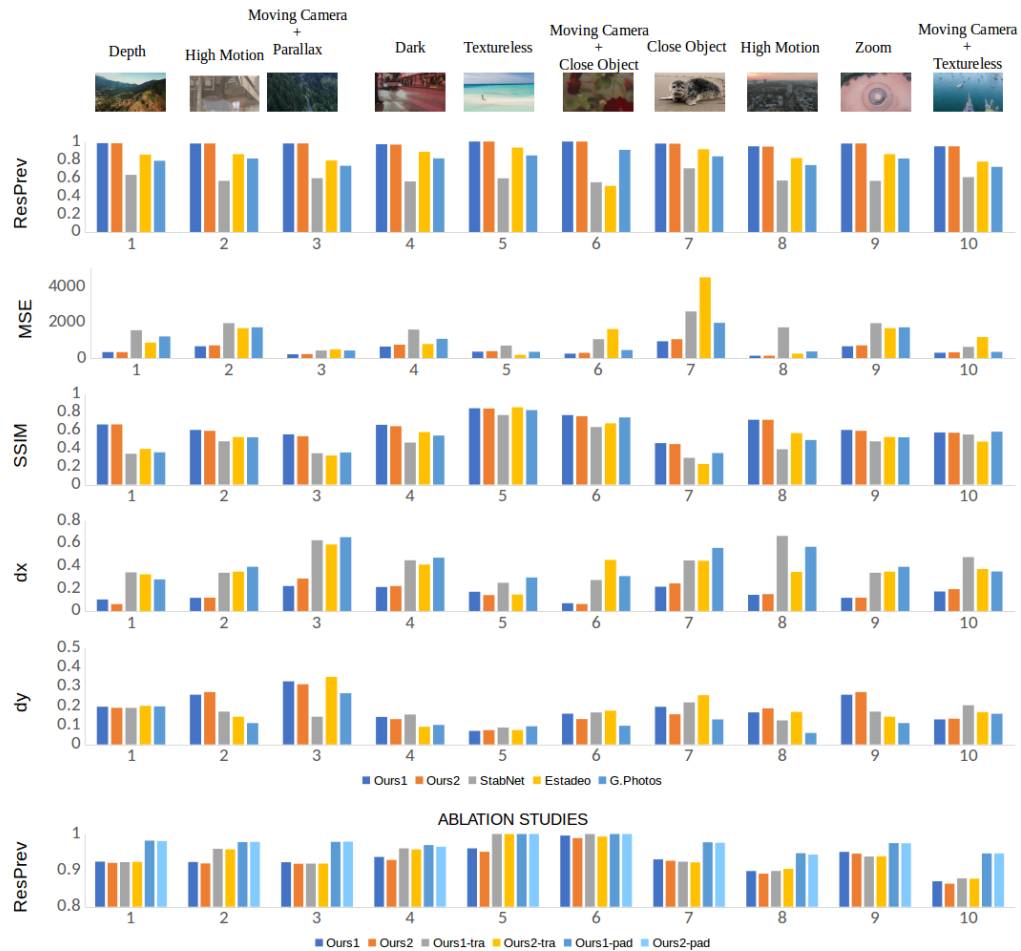 Depth
High Motion
Moving Camera
+
Parallax
Dark
Textureless
Moving Camera
+
Close Object
Close Object
High Motion
Zoom
Moving Camera
+
Textureless
ResPrev
1
0.8
0.6
0.4
0.2
0
1 2 3 4 5 6 7 8 9 10
MSE
4000
2000
0
1 2 3 4 5 6 7 8 9 10
SSIM
1
0.8
0.6
0.4
0.2
0
1 2 3 4 5 6 7 8 9 10
dx
0.8
0.6
0.4
0.2
0
1 2 3 4 5 6 7 8 9 10
dy
0.5
0.4
0.3
0.2
0.1
0
1 2 3 4 5 6 7 8 9 10
Ours1 Ours2 StabNet Estadeo G.Photos
ABLATION STUDIES
ResPrev
1
0.9
0.8
1 2 3 4 5 6 7 8 9 10
Ours1 Ours2 Ours1-tra Ours2-tra Ours1-pad Ours2-pad